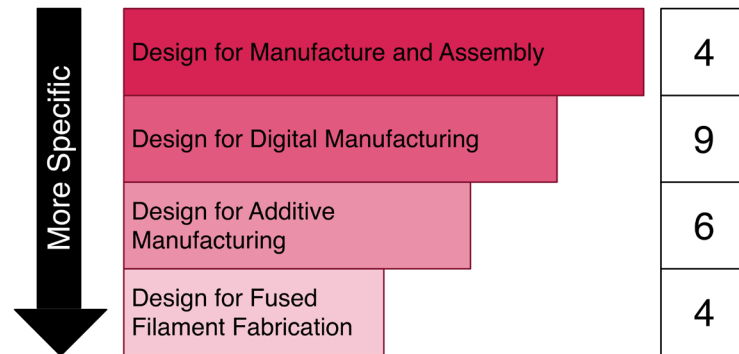 More Specific
Design for Manufacture and Assembly
4
Design for Digital Manufacturing
9
Design for Additive
Manufacturing
6
Design for Fused
Filament Fabrication
4